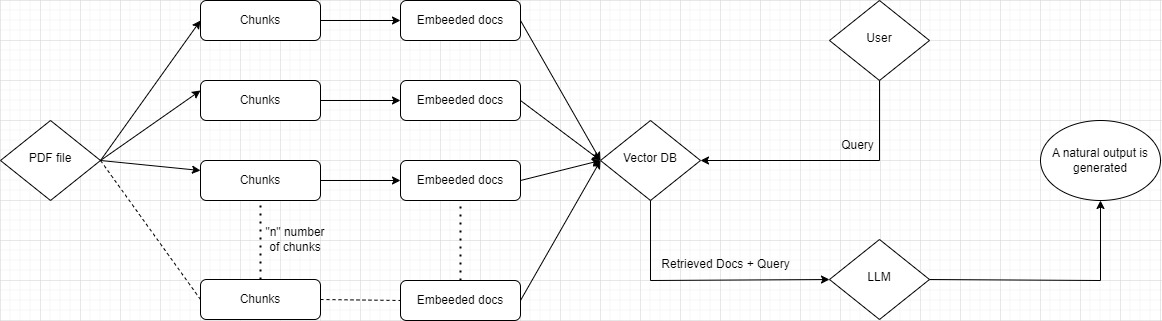 Chunks
Embeeded docs
User
Chunks
Embeeded docs
PDF file
Vector DB
Query
A natural output is
generated
Chunks
Embeeded docs
"n" number
of chunks
Retrieved Docs + Query
LLM
Chunks
Embeeded docs